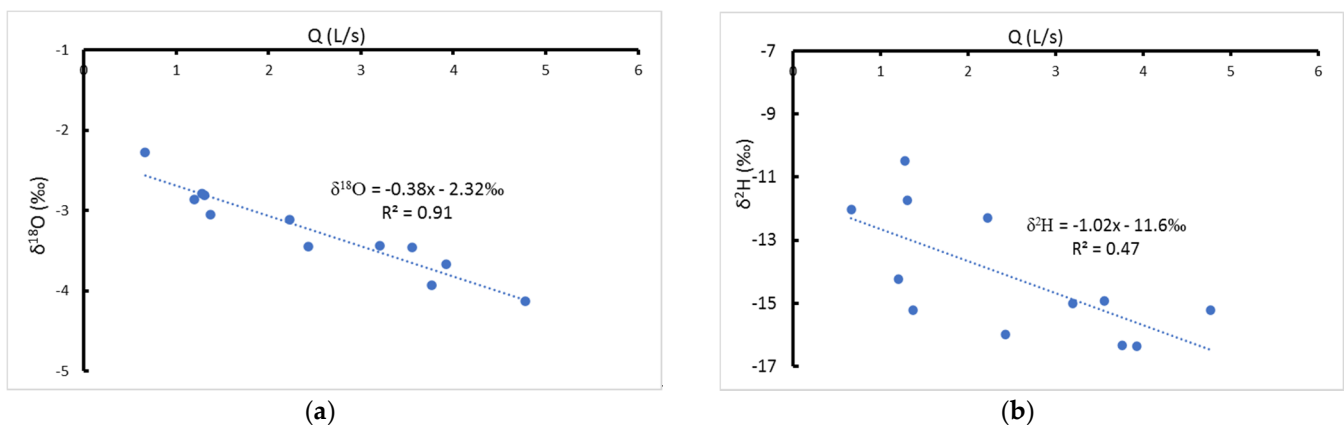 Q (L/s)
-1
0
1
2
3
4
5
6
-2
-3
-4
-5
δ¹⁸O (‰)
δ¹⁸O = -0.38x - 2.32‰
R² = 0.91
(a)
Q (L/s)
-7
0
1
2
3
4
5
6
-9
-11
-13
-15
-17
δ²H (‰)
δ²H = -1.02x - 11.6‰
R² = 0.47
(b)